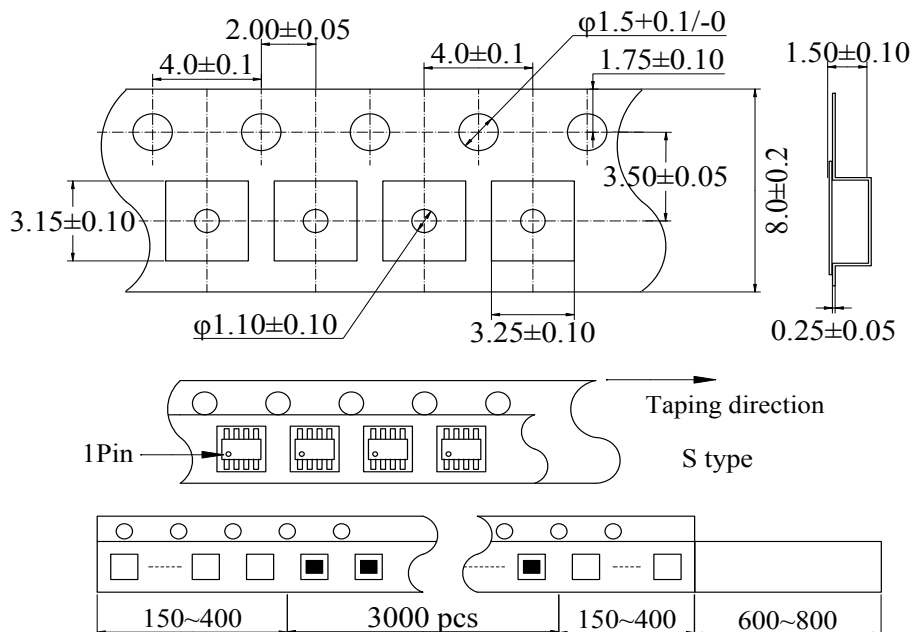 2.00±0.05
φ1.5+0.1/-0
4.0±0.1
4.0±0.1
1.75±0.10
1.50±0.10
3.50±0.05
8.0±0.2
3.15±0.10
φ1.10±0.10
3.25±0.10
0.25±0.05
Taping direction
1Pin
S type
150~400
3000 pcs
150~400
600~800